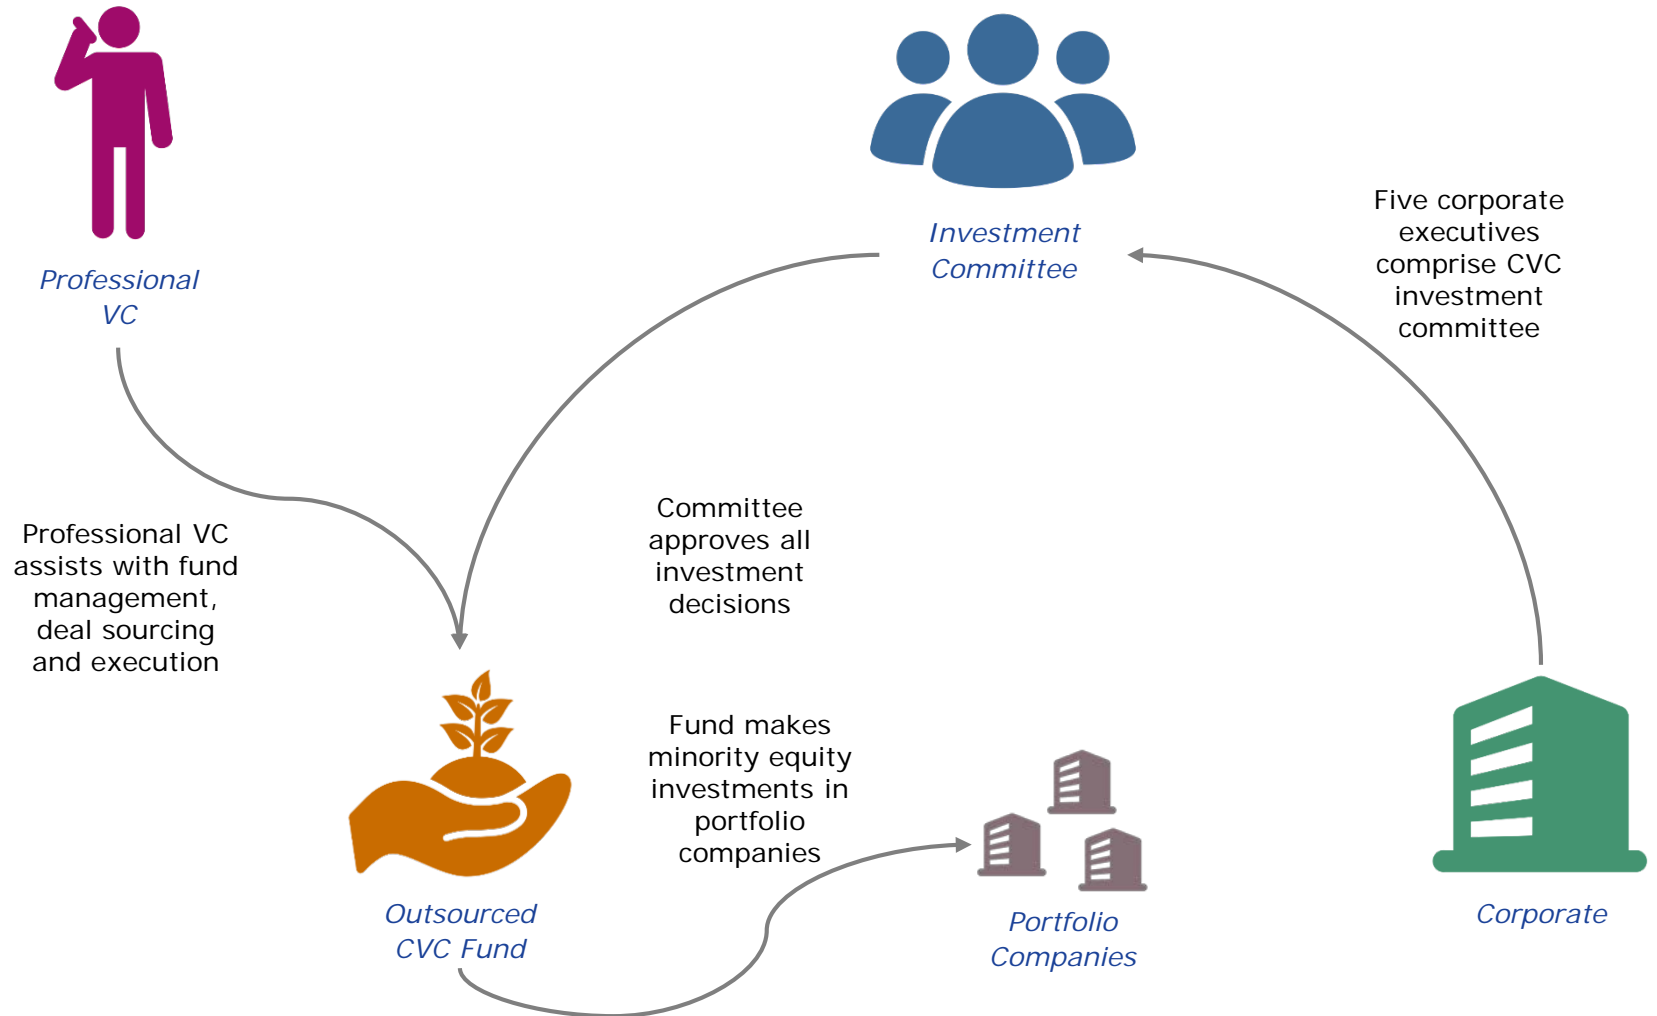 Professional
VC
Investment
Committee
Five corporate
executives
comprise CVC
investment
committee
Professional VC
assists with fund
management,
deal sourcing
and execution
Committee
approves all
investment
decisions
Fund makes
minority equity
investments in
portfolio
companies
Outsourced
CVC Fund
Portfolio
Companies
Corporate